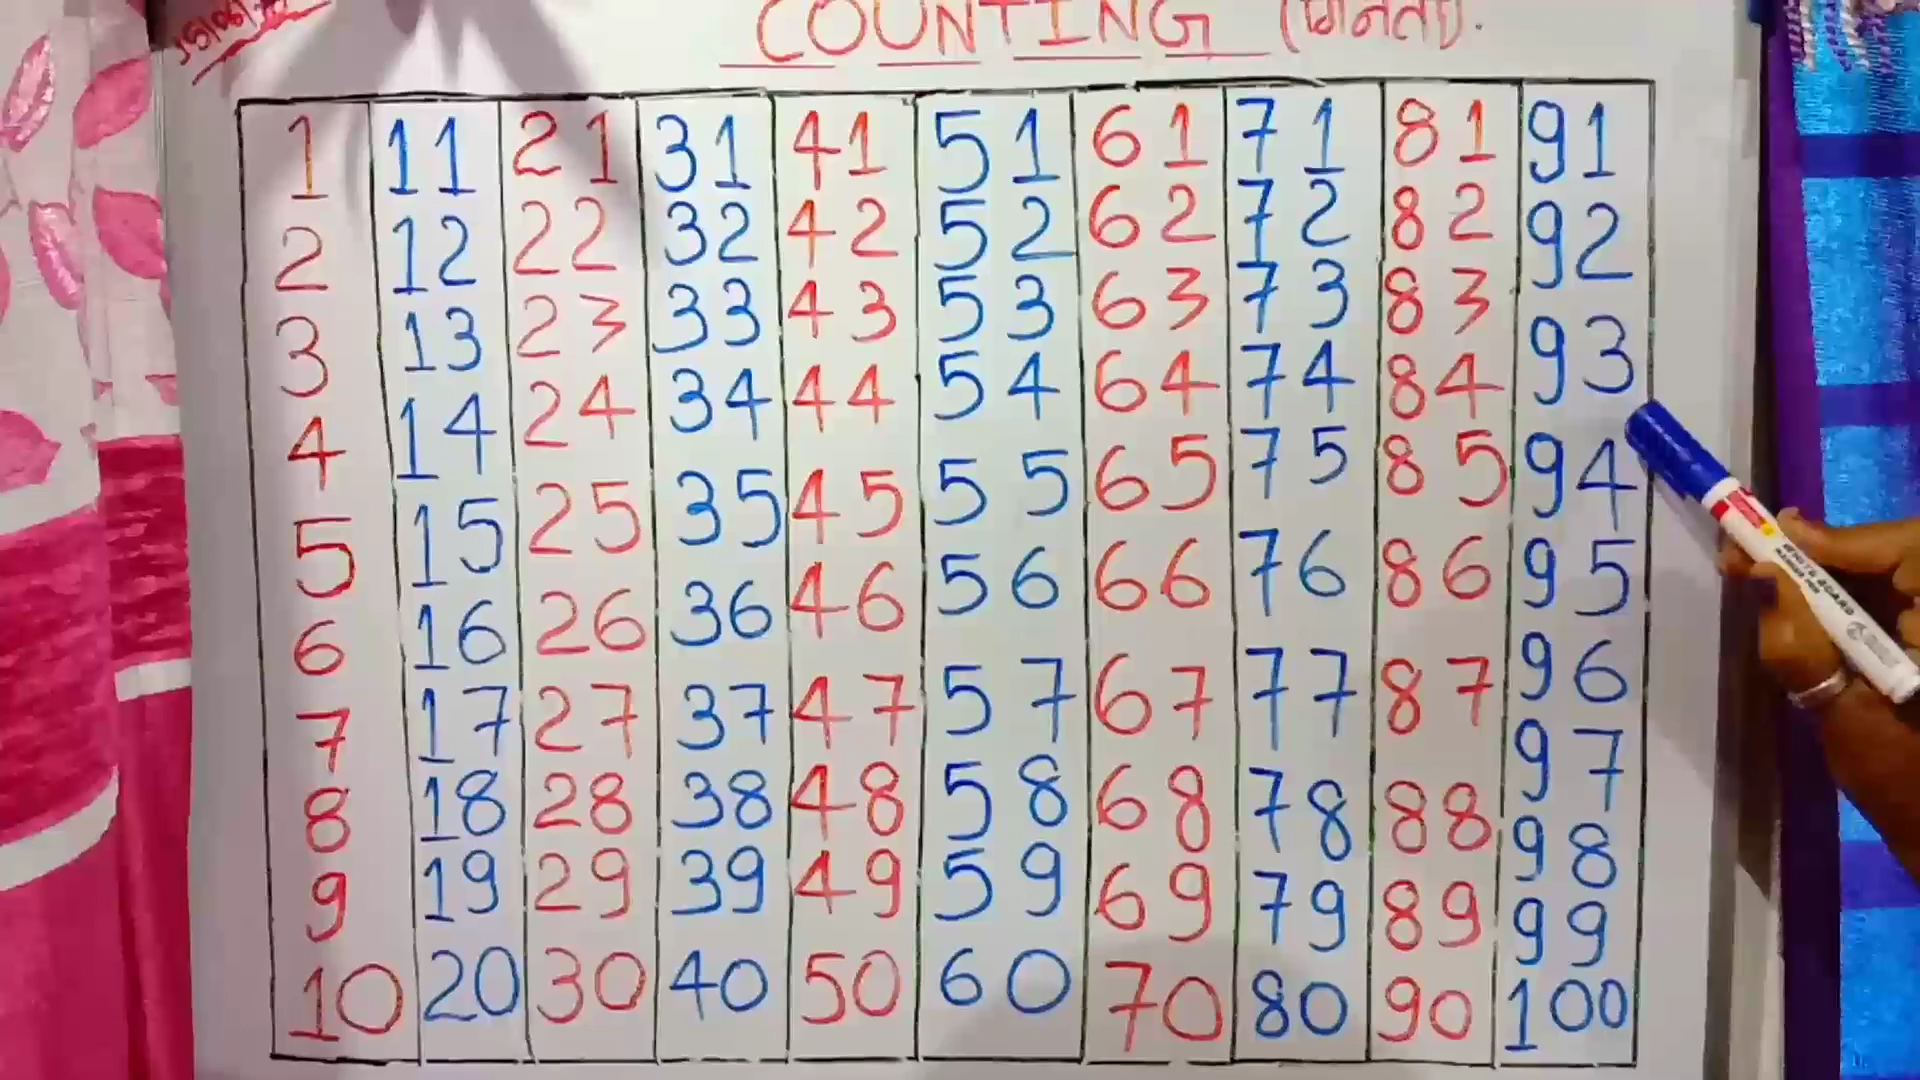 COUNTING
1 11 21 31 41 51 61 71 81 91
2 12 22 32 42 52 62 72 82 92
3 13 23 33 43 53 63 73 83 93
4 14 24 34 44 54 64 74 84 94
5 15 25 35 45 55 65 75 85 95
6 16 26 36 46 56 66 76 86 96
7 17 27 37 47 57 67 77 87 97
8 18 28 38 48 58 68 78 88 98
9 19 29 39 49 59 69 79 89 99
10 20 30 40 50 60 70 80 90 100
WHITE BOARD
MARKER PEN